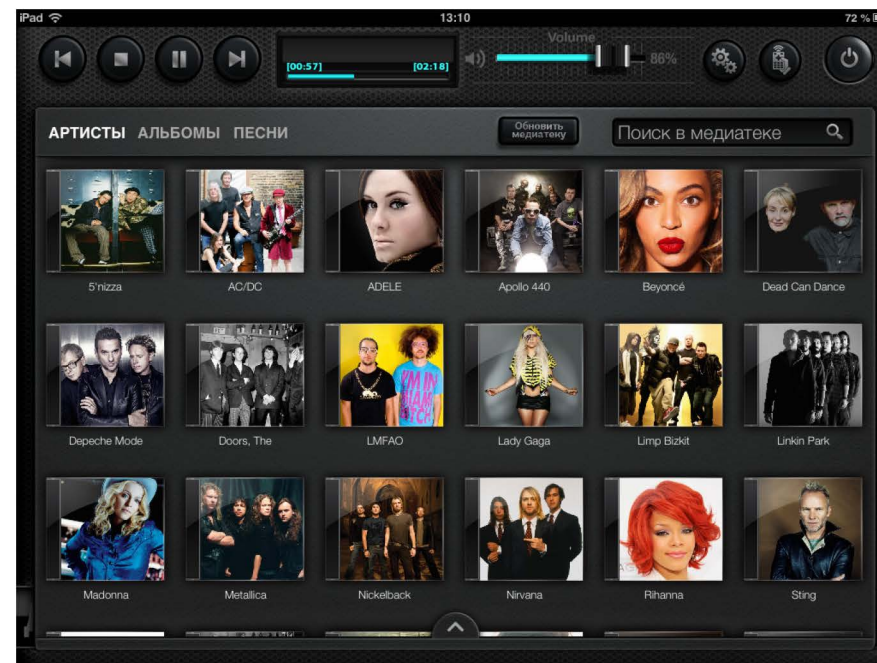 iPad 13:10 72 %
Volume
[00:57] [02:18] 86%
АРТИСТЫ АЛЬБОМЫ ПЕСНИ
Обновить
медиатеку
Поиск в медиатеке
5'nizza AC/DC ADELE Apollo 440 Beyoncé Dead Can Dance
I'M IN
Depeche Mode Doors, The LMFAO Lady Gaga Limp Bizkit Linkin Park
Madonna Metallica Nickelback Nirvana Rihanna Sting